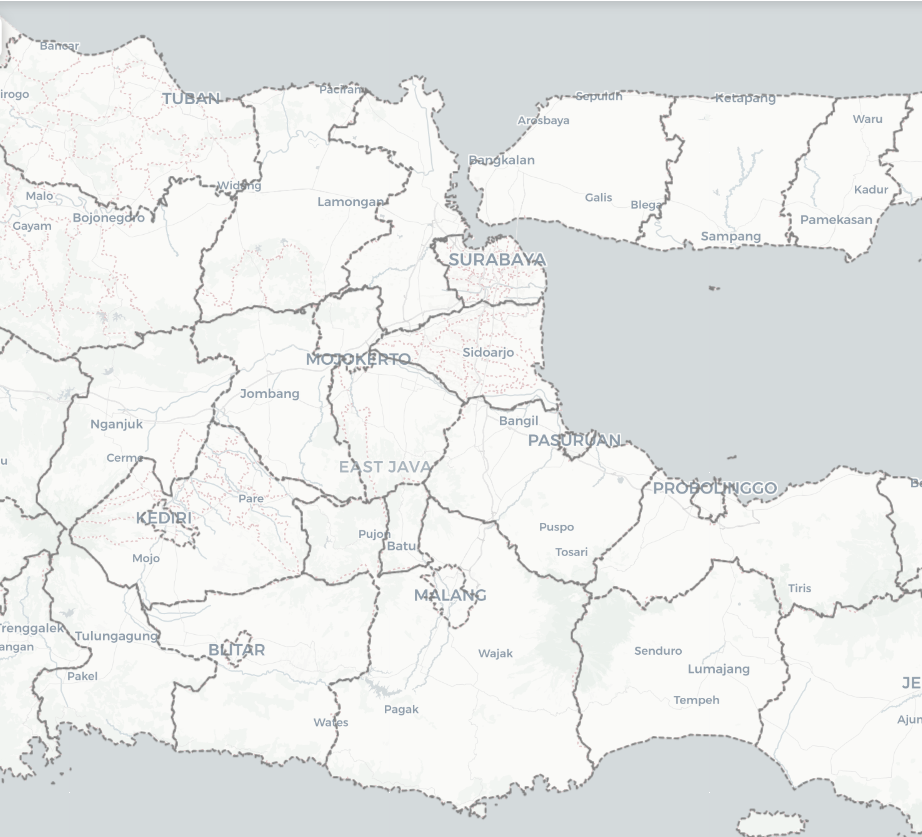 Bancar
TUBAN
Paciran
Sepuluh
Ketapang
irogo
Arosbaya
Waru
Bangkalan
Malo
Widang
Galis
Blega
Kadur
Gayam
Bojonegoro
Lamongan
Pamekasan
Sampang
SURABAYA
Sidoarjo
MOJOKERTO
Jombang
Nganjuk
Bangil
PASURUAN
u
Cerme
EAST JAVA
PROBOLINGGO
Pare
KEDIRI
Puspo
Pujon
Batu
Tosari
Mojo
MALANG
Tiris
Trenggalek
Tulungagung
angan
BLITAR
Wajak
Senduro
Lumajang
Pakel
JE
Tempeh
Pagak
Wates
Ajun